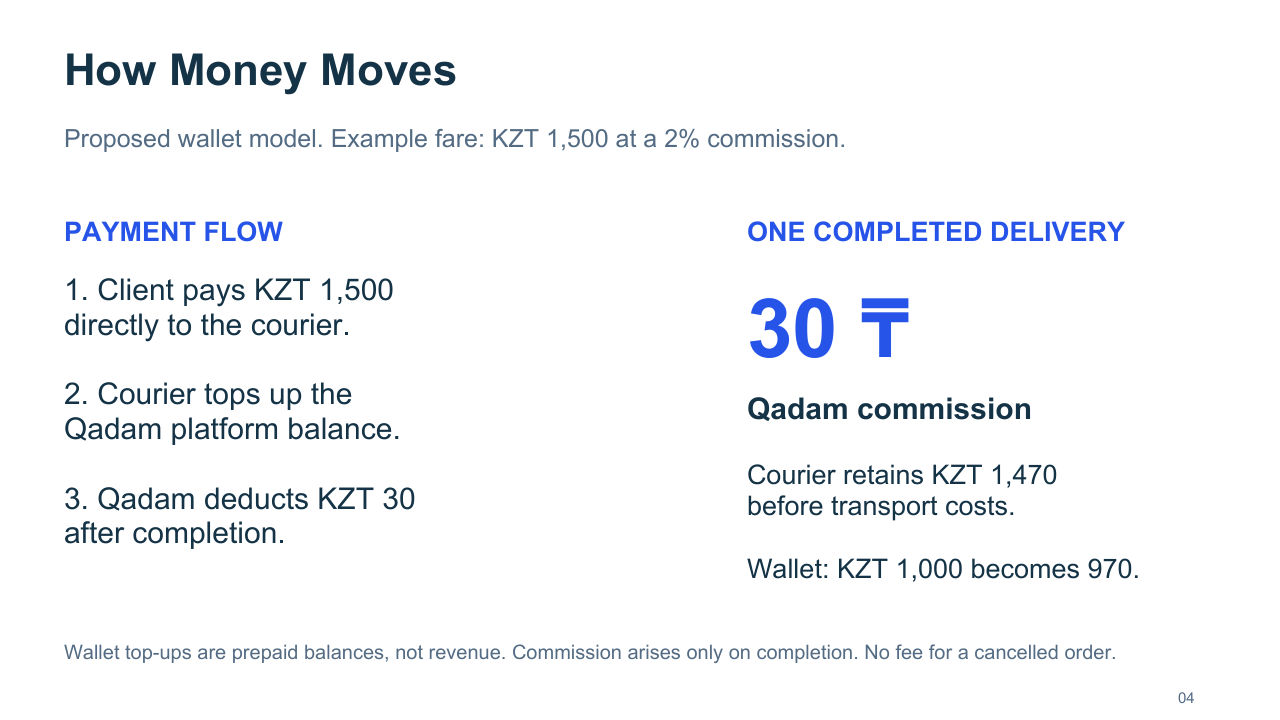 How Money Moves
Proposed wallet model. Example fare: KZT 1,500 at a 2% commission.
PAYMENT FLOW
1. Client pays KZT 1,500
directly to the courier.
2. Courier tops up the
Qadam platform balance.
3. Qadam deducts KZT 30
after completion.
ONE COMPLETED DELIVERY
30 ₸
Qadam commission
Courier retains KZT 1,470
before transport costs.
Wallet: KZT 1,000 becomes 970.
Wallet top-ups are prepaid balances, not revenue. Commission arises only on completion. No fee for a cancelled order.
04